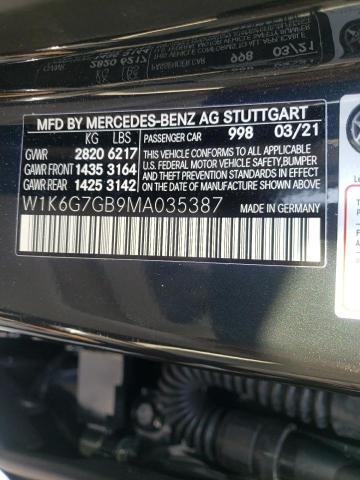 MFD BY MERCEDES-BENZ AG STUTTGART
KG LBS PASSENGER CAR 998 03/21
GVWR 2820 6217
GAWR FRONT 1435 3164
GAWR REAR 1425 3142
THIS VEHICLE CONFORMS TO ALL APPLICABLE
U.S. FEDERAL MOTOR VEHICLE SAFETY, BUMPER,
AND THEFT PREVENTION STANDARDS IN EFFECT
ON THE DATE OF MANUFACTURE SHOWN ABOVE.
W1K6G7GB9MA035387
MADE IN GERMANY